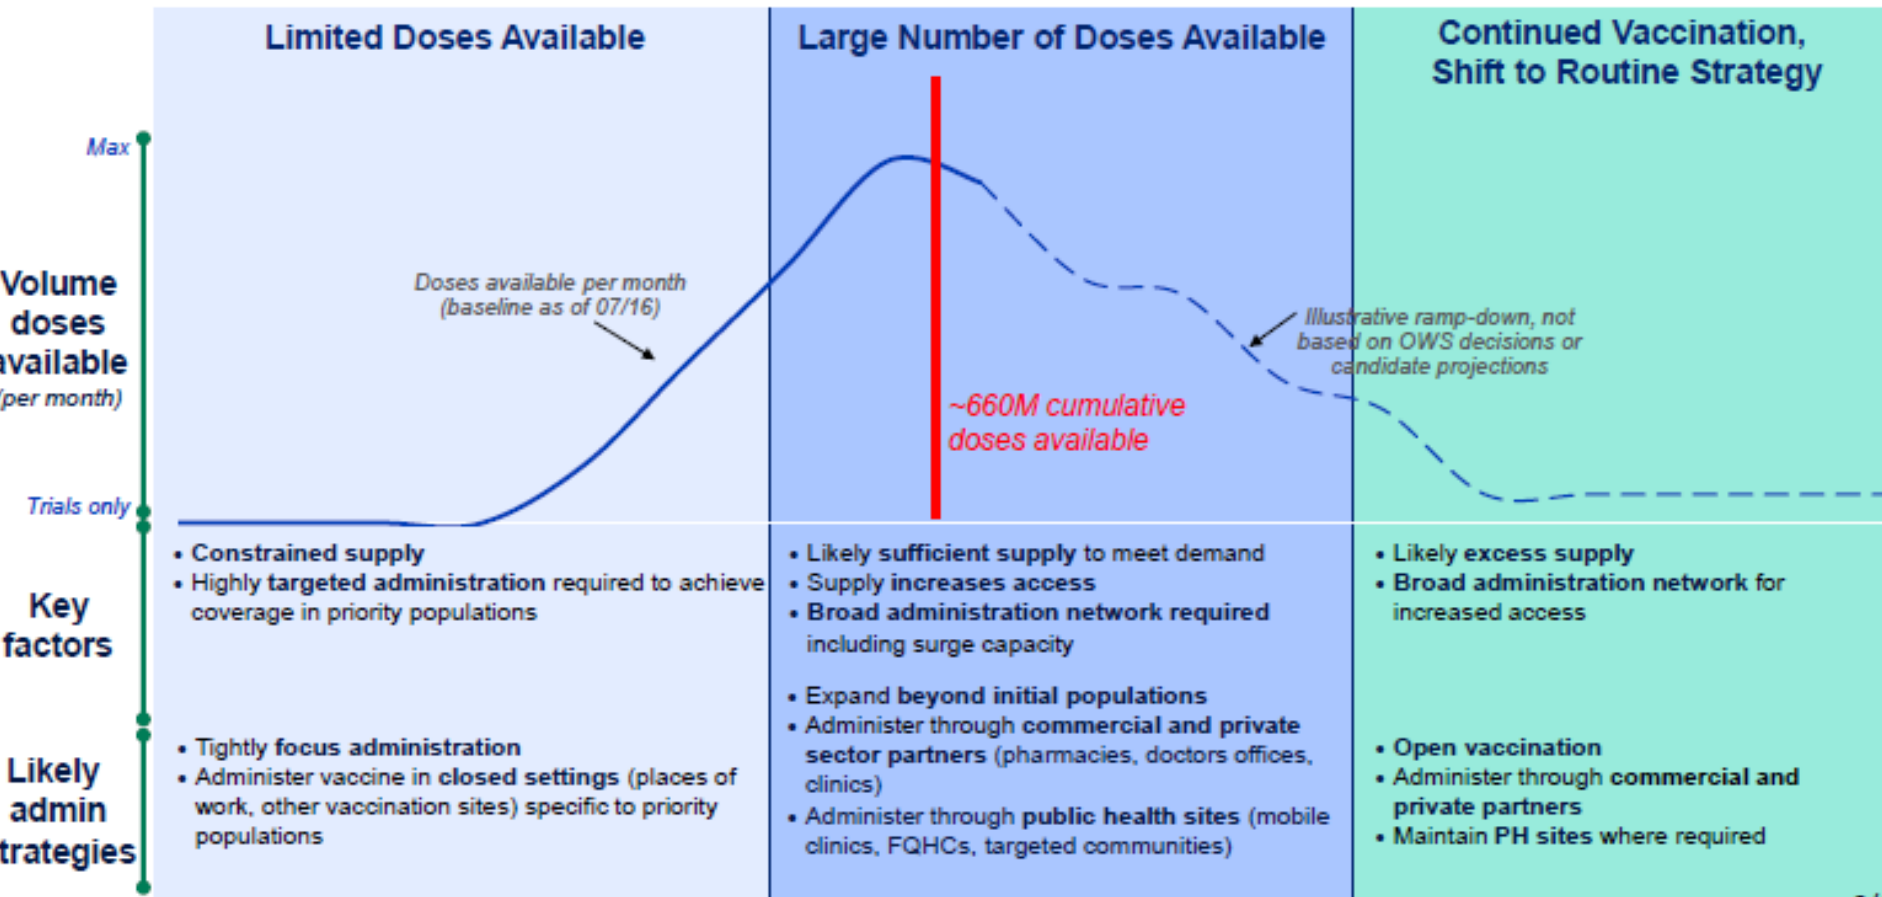 Limited Doses Available
Large Number of Doses Available
Continued Vaccination,
Shift to Routine Strategy
Max
Volume
doses
available
(per month)
Trials only
Doses available per month
(baseline as of 07/16)
~660M cumulative
doses available
Illustrative ramp-down, not
based on OWS decisions or
candidate projections
Key
factors
• Constrained supply
• Highly targeted administration required to achieve
coverage in priority populations
• Likely sufficient supply to meet demand
• Supply increases access
• Broad administration network required
including surge capacity
• Likely excess supply
• Broad administration network for
increased access
Likely
admin
trategies
• Tightly focus administration
• Administer vaccine in closed settings (places of
work, other vaccination sites) specific to priority
populations
• Expand beyond initial populations
• Administer through commercial and private
sector partners (pharmacies, doctors offices,
clinics)
• Administer through public health sites (mobile
clinics, FQHCs, targeted communities)
• Open vaccination
• Administer through commercial and
private partners
• Maintain PH sites where required